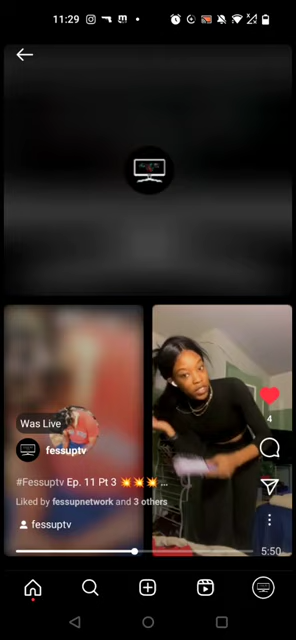 11:29
Was Live
fessuptv
4
#Fessuptv Ep. 11 Pt 3 💥💥💥 ...
Liked by fessupnetwork and 3 others
fessuptv
5:50